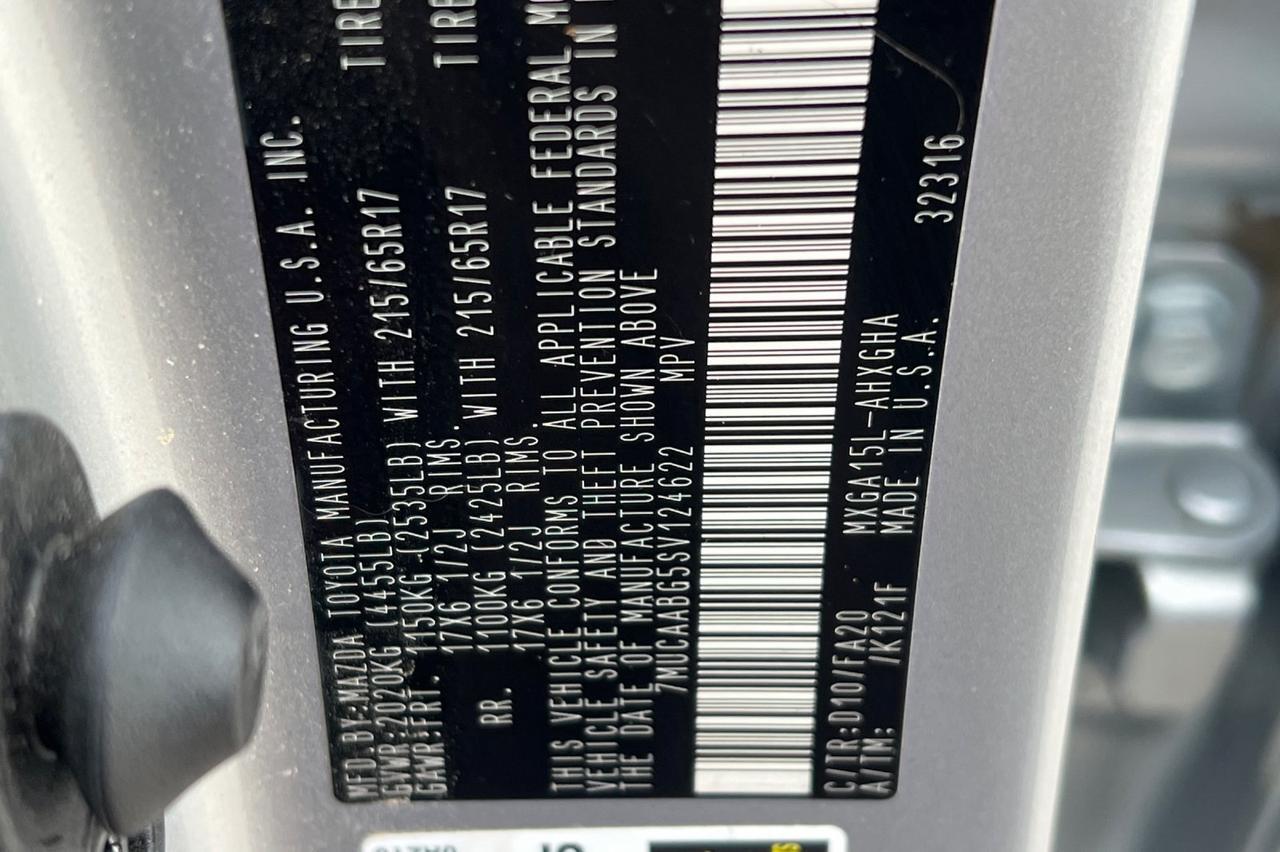 MFD.BY:MAZDA TOYOTA MANUFACTURING U.S.A. INC.
GVWR:2020KG (4455LB)
GAWR:FRT. 1150KG (2535LB) WITH 215/65R17 TIRE
17X6 1/2J RIMS.
RR. 1100KG (2425LB) WITH 215/65R17 TIRE
17X6 1/2J RIMS.
THIS VEHICLE CONFORMS TO ALL APPLICABLE FEDERAL
VEHICLE SAFETY AND THEFT PREVENTION STANDARDS IN
THE DATE OF MANUFACTURE SHOWN ABOVE
7MUCAABG5SV124622 MPV
C/TR:D10/FA20 MXGA15L-AHXGHA
A/TM: /K121F MADE IN U.S.A. 32316